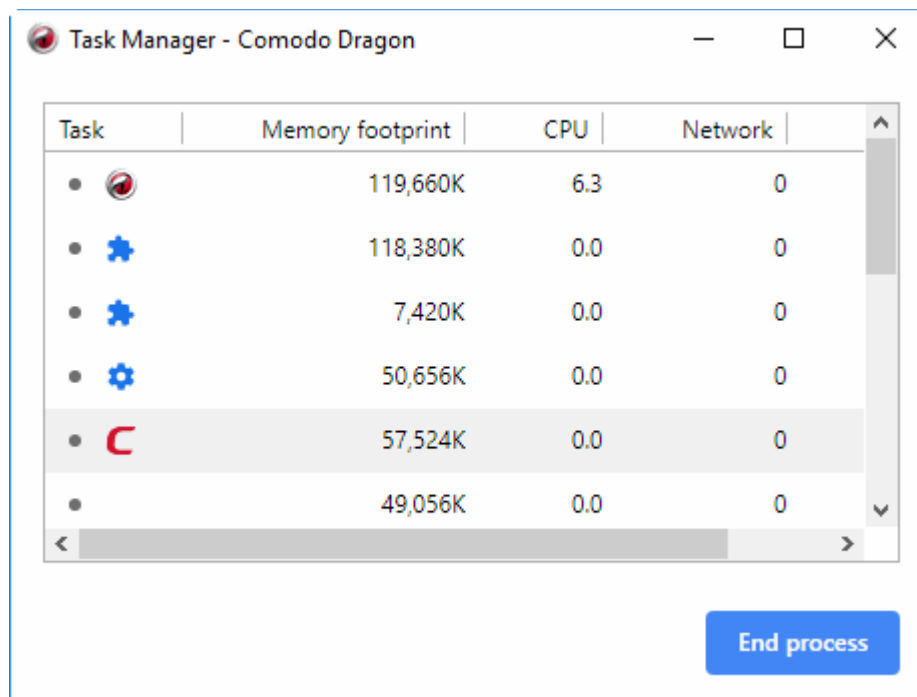 Task Manager - Comodo Dragon
Task Memory footprint CPU Network
119,660K 6.3 0
118,380K 0.0 0
7,420K 0.0 0
50,656K 0.0 0
57,524K 0.0 0
49,056K 0.0 0
End process